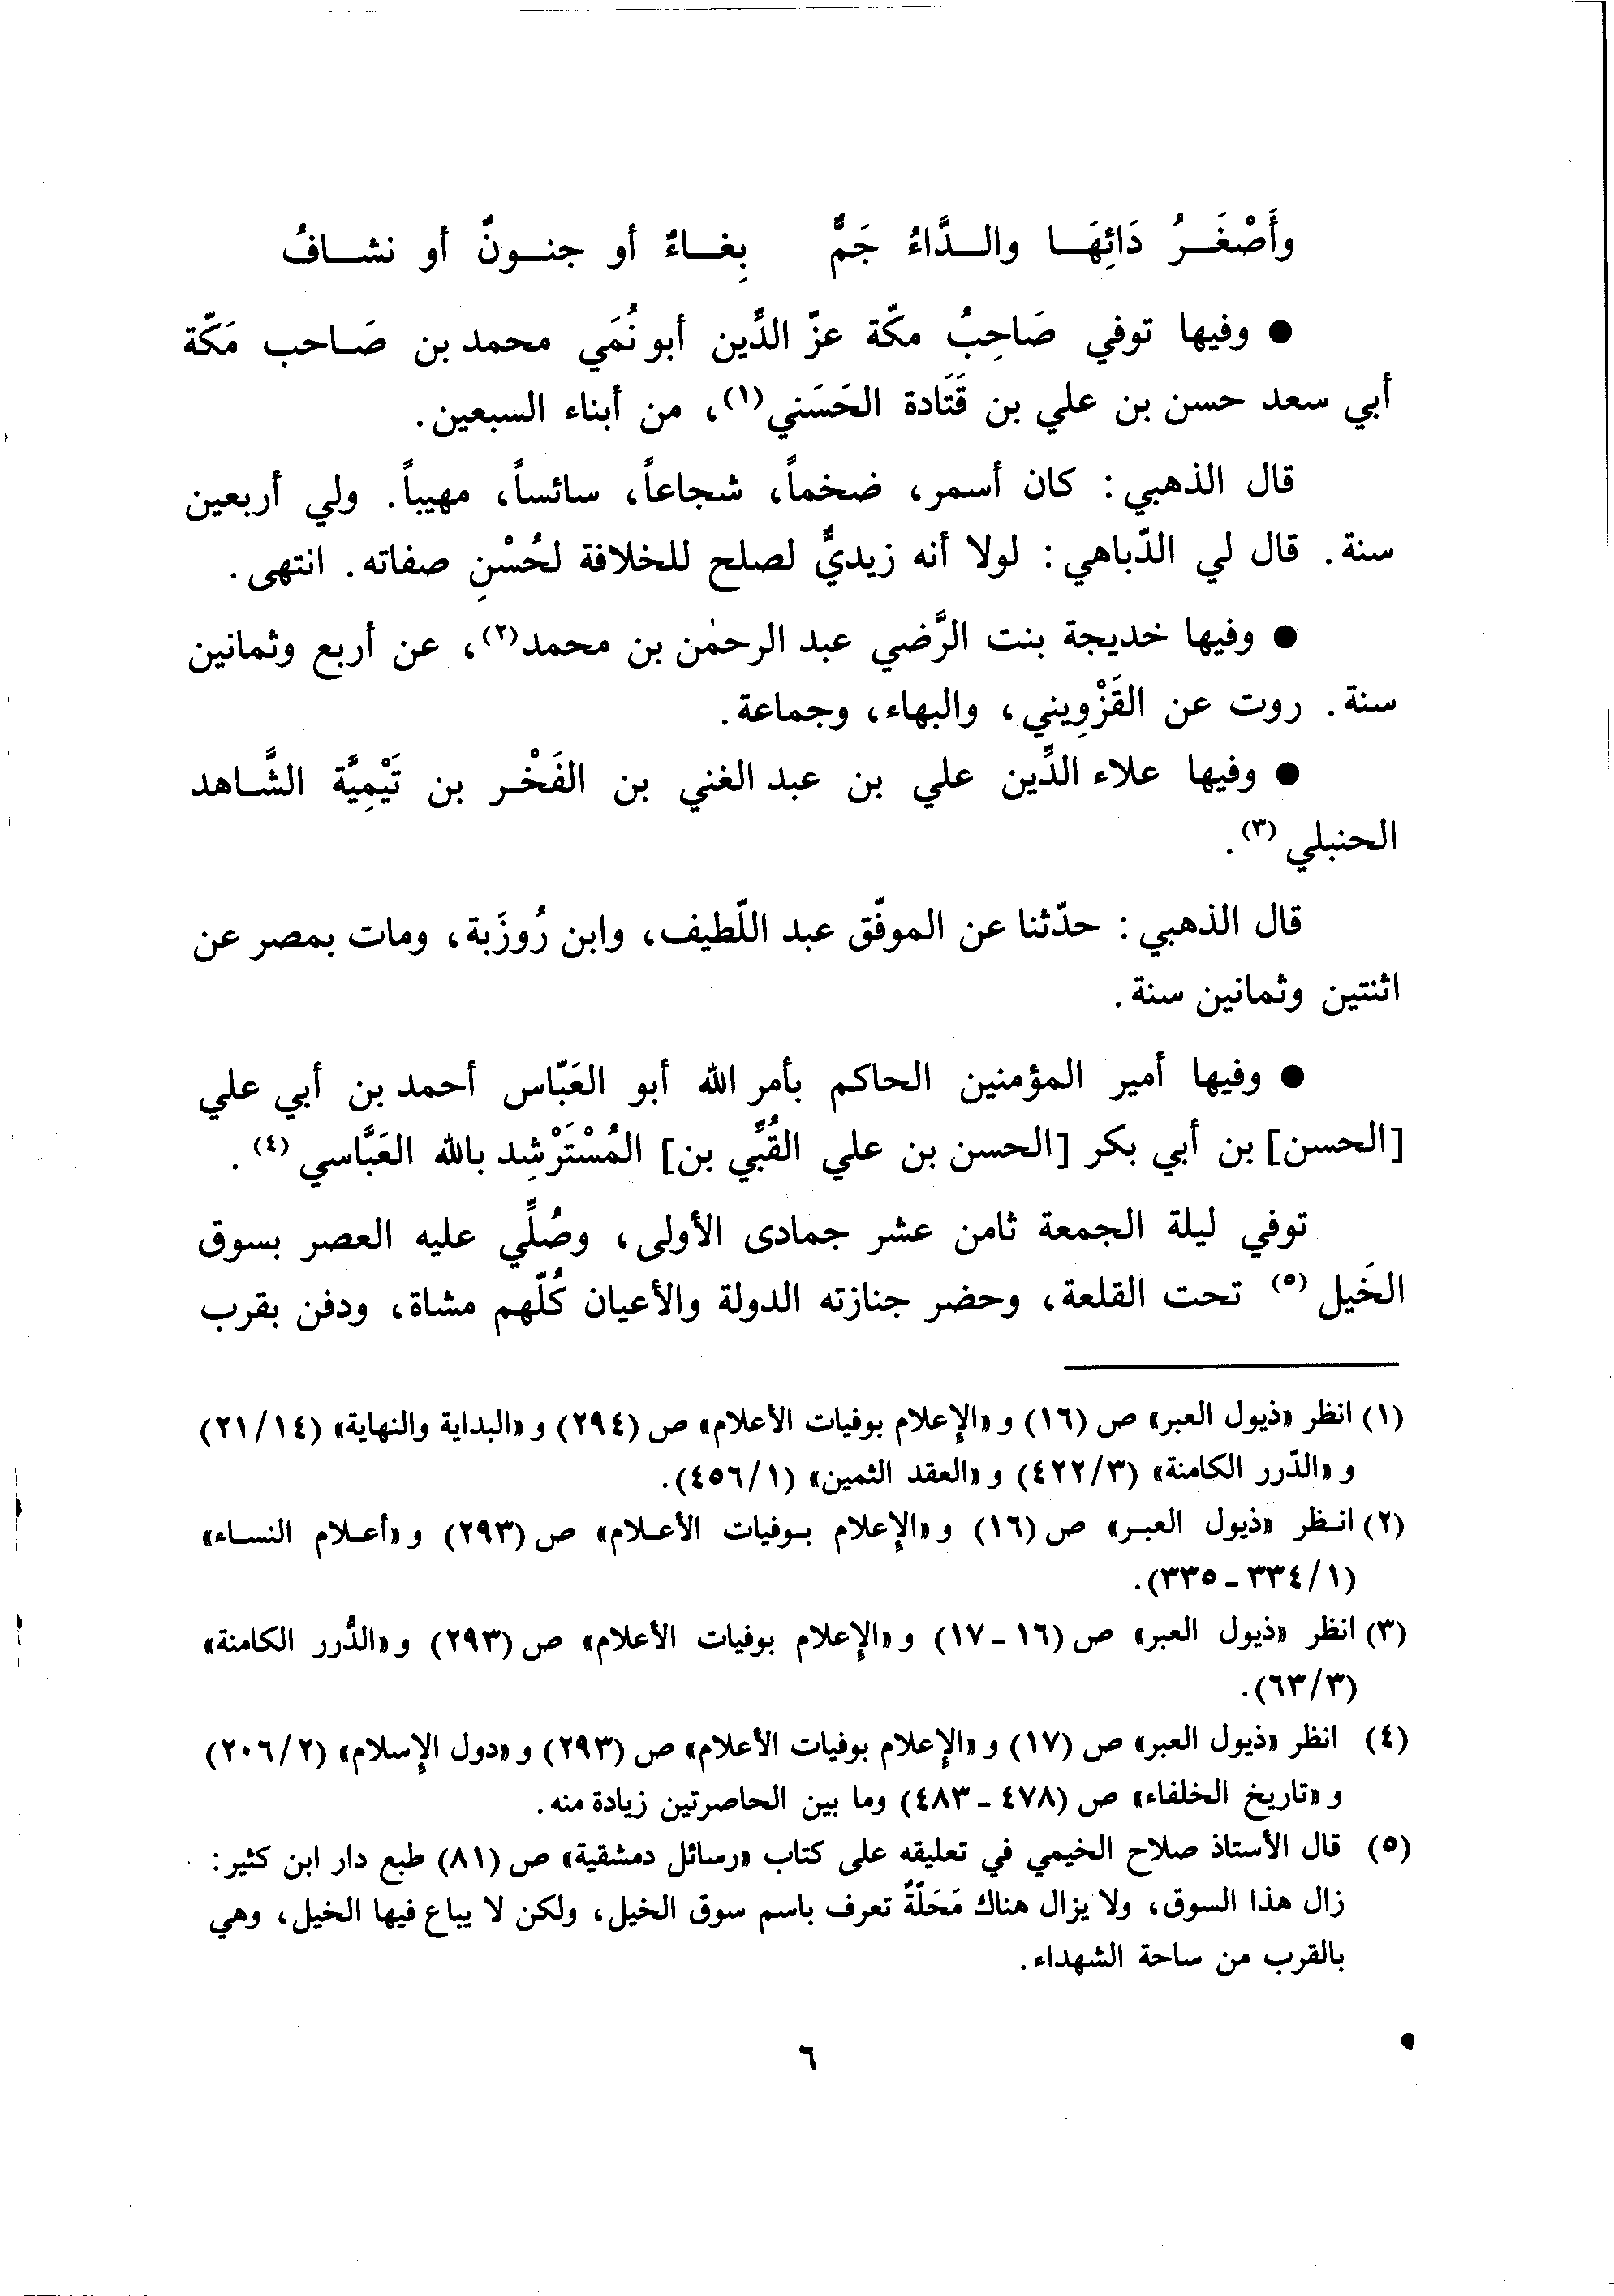 وأَصْغَرُ دَائِهَا والدَّاءُ جَمٌّ بِغاءٌ أو جنونٌ أو نشافُ
● وفيها توفي صَاحِبُ مكّة عزّ الدِّين أبو نُمَي محمد بن صَاحب مَكّة
أبي سعد حسن بن علي بن قَتَادة الحَسَني(١)، من أبناء السبعين.
قال الذهبي: كان أسمر، ضخماً، شجاعاً، سائساً، مهيباً. ولي أربعين
سنة. قال لي الدّباهي: لولا أنه زيديٌّ لصلح للخلافة لحُسْنِ صفاته. انتهى.
● وفيها خديجة بنت الرَّضي عبد الرحمٰن بن محمد(٢)، عن أربع وثمانين
سنة. روت عن القَزْوِيني، والبهاء، وجماعة.
● وفيها علاء الدِّين علي بن عبد الغني بن الفَخْر بن تَيْمِيَّة الشَّاهد
الحنبلي(٣).
قال الذهبي: حدّثنا عن الموفّق عبد اللّطيف، وابن رُوزَبة، ومات بمصر عن
اثنتين وثمانين سنة.
● وفيها أمير المؤمنين الحاكم بأمر الله أبو العَبّاس أحمد بن أبي علي
[الحسن] بن أبي بكر [الحسن بن علي القُبِّي بن] المُسْتَرْشِد بالله العَبَّاسي(٤).
توفي ليلة الجمعة ثامن عشر جمادى الأولى، وصُلِّي عليه العصر بسوق
الخَيل(٥) تحت القلعة، وحضر جنازته الدولة والأعيان كُلّهم مشاة، ودفن بقرب
(١) انظر «ذيول العبر» ص (١٦) و «الإعلام بوفيات الأعلام» ص (٢٩٤) و «البداية والنهاية» (٢١/١٤)
و «الدّرر الكامنة» (٤٢٢/٣) و «العقد الثمين» (٤٥٦/١).
(٢) انظر «ذيول العبر» ص (١٦) و «الإعلام بوفيات الأعلام» ص (٢٩٣) و «أعلام النساء»
(٣٣٤/١ - ٣٣٥).
(٣) انظر «ذيول العبر» ص (١٦ - ١٧) و «الإعلام بوفيات الأعلام» ص (٢٩٣) و «الدُّرر الكامنة»
(٦٣/٣).
(٤) انظر «ذيول العبر» ص (١٧) و «الإعلام بوفيات الأعلام» ص (٢٩٣) و «دول الإسلام» (٢٠٦/٢)
و «تاريخ الخلفاء» ص (٤٧٨ - ٤٨٣) وما بين الحاصرتين زيادة منه.
(٥) قال الأستاذ صلاح الخيمي في تعليقه على كتاب «رسائل دمشقية» ص (٨١) طبع دار ابن كثير:
زال هذا السوق، ولا يزال هناك مَحَلّةٌ تعرف باسم سوق الخيل، ولكن لا يباع فيها الخيل، وهي
بالقرب من ساحة الشهداء.
٦